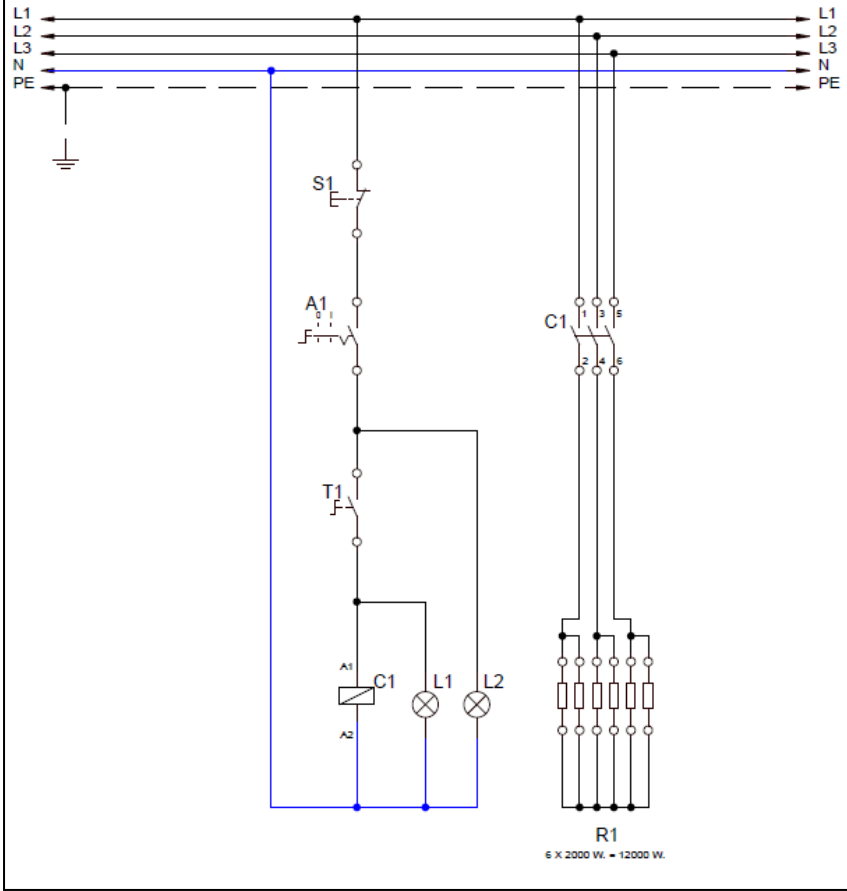 L1 L1
L2 L2
L3 L3
N N
PE PE
S1
A1
0 I
C1
1 3 5
2 4 6
T1
A1
C1 L1 L2
A2
R1
6 X 2000 W. = 12000 W.